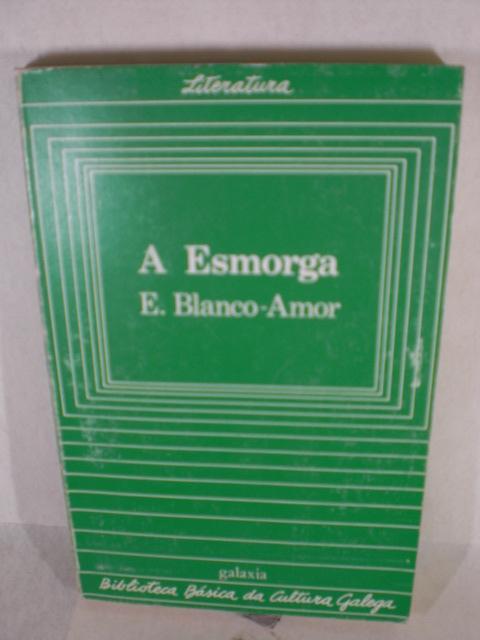 Literatura
A Esmorga
E. Blanco-Amor
galaxia
Biblioteca Básica da Cultura Galega